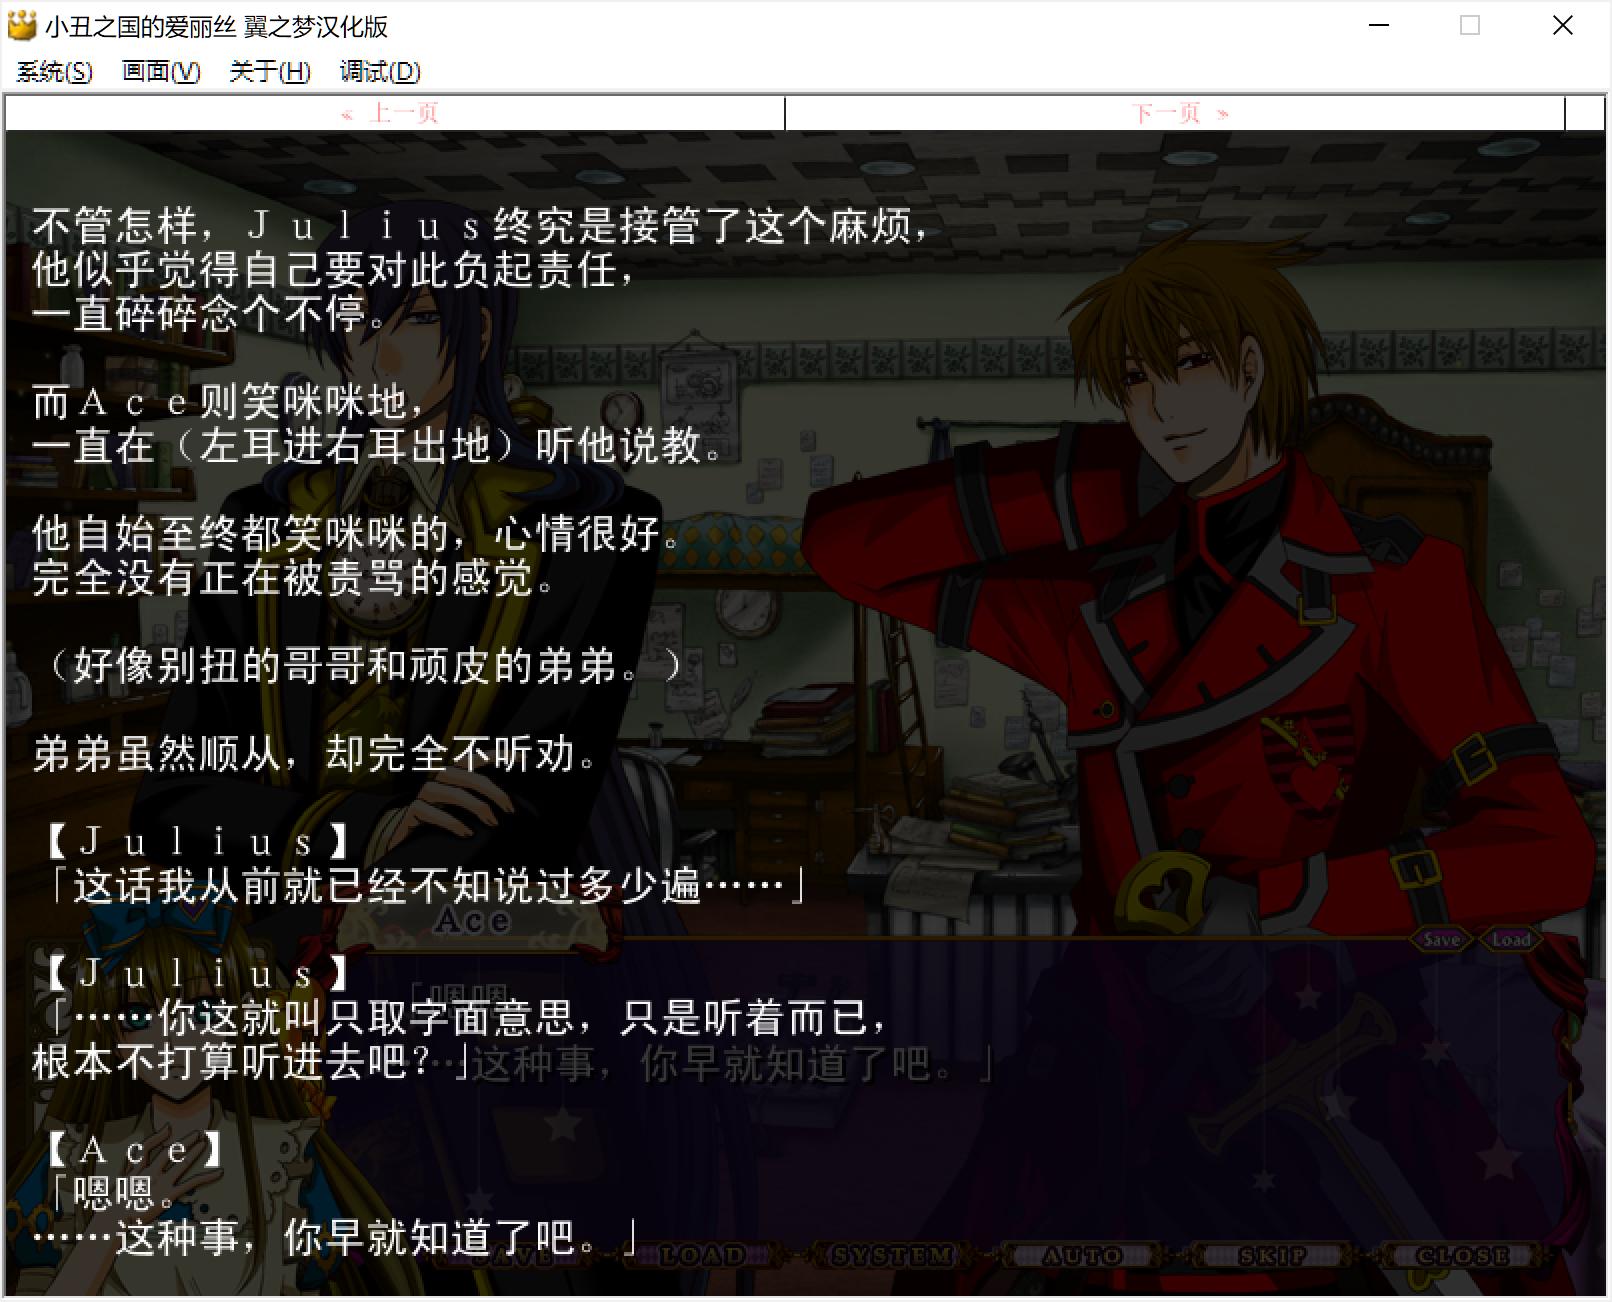 小丑之国的爱丽丝 翼之梦汉化版
系统(S) 画面(V) 关于(H) 调试(D)
« 上一页 下一页 »
不管怎样，Ｊｕｌｉｕｓ终究是接管了这个麻烦，
他似乎觉得自己要对此负起责任，
一直碎碎念个不停。
而Ａｃｅ则笑咪咪地，
一直在（左耳进右耳出地）听他说教。
他自始至终都笑咪咪的，心情很好。
完全没有正在被责骂的感觉。
（好像别扭的哥哥和顽皮的弟弟。）
弟弟虽然顺从，却完全不听劝。
【Ｊｕｌｉｕｓ】
「这话我从前就已经不知说过多少遍……」
Ace
Save Load
【Ｊｕｌｉｕｓ】
「……你这就叫只取字面意思，只是听着而已，
根本不打算听进去吧？」
【Ａｃｅ】
「嗯嗯。
……这种事，你早就知道了吧。」
「嗯嗯。
……这种事，你早就知道了吧。」
SAVE LOAD SYSTEM AUTO SKIP CLOSE